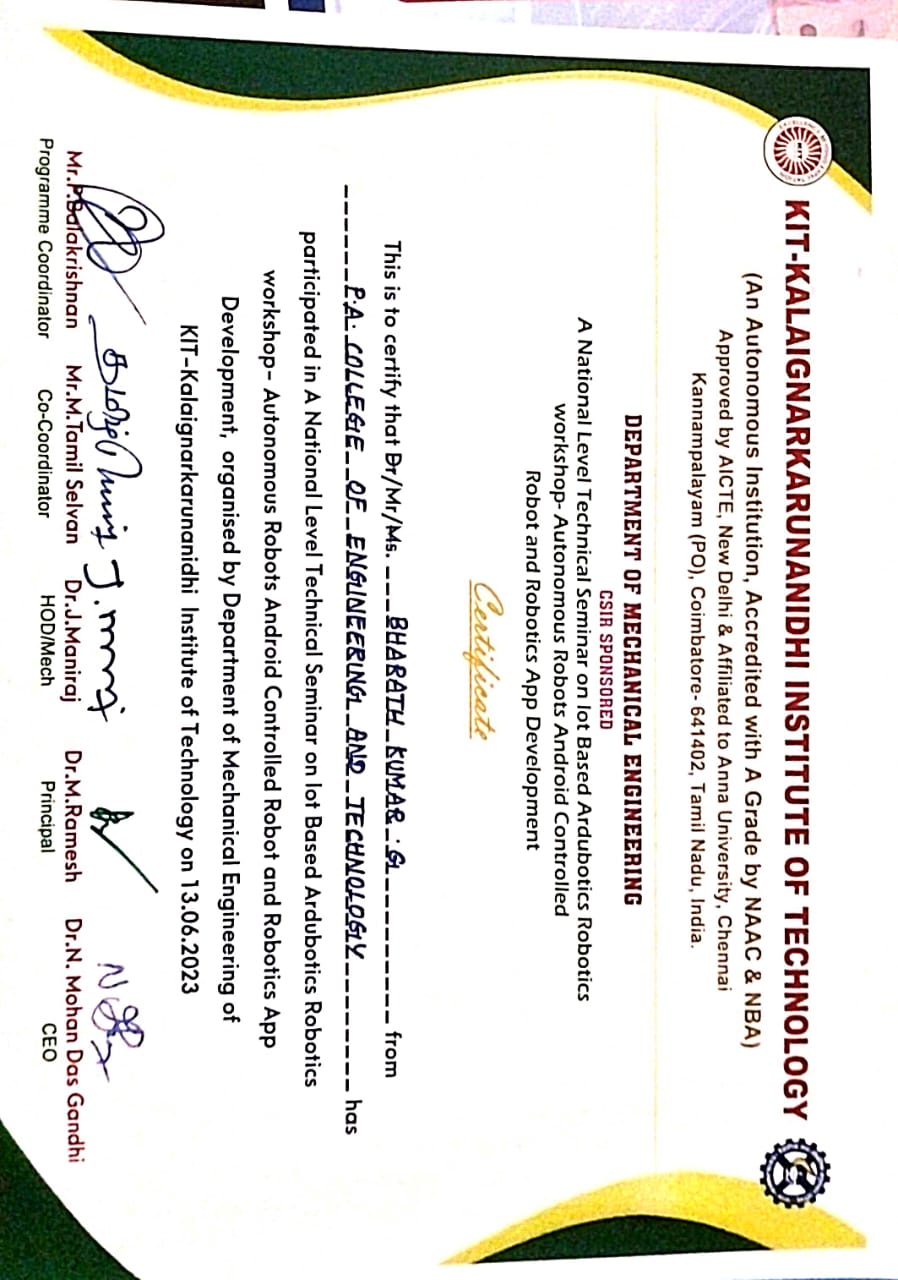 KIT-KALAIGNARKARUNANIDHI INSTITUTE OF TECHNOLOGY
(An Autonomous Institution, Accredited with A Grade by NAAC & NBA)
Approved by AICTE, New Delhi & Affiliated to Anna University, Chennai
Kannampalayam (PO), Coimbatore- 641402, Tamil Nadu, India.
DEPARTMENT OF MECHANICAL ENGINEERING
CSIR SPONSORED
A National Level Technical Seminar on Iot Based Ardubotics Robotics
workshop- Autonomous Robots Android Controlled
Robot and Robotics App Development
Certificate
This is to certify that Dr/Mr/Ms. BHARATH KUMAR . G from
P.A. COLLEGE OF ENGINEERING AND TECHNOLOGY has
participated in A National Level Technical Seminar on Iot Based Ardubotics Robotics
workshop- Autonomous Robots Android Controlled Robot and Robotics App
Development, organised by Department of Mechanical Engineering of
KIT-Kalaignarkarunanidhi Institute of Technology on 13.06.2023
Mr.P.Balakrishnan Mr.M.Tamil Selvan Dr.J.Maniraj Dr.M.Ramesh Dr.N. Mohan Das Gandhi
Programme Coordinator Co-Coordinator HOD/Mech Principal CEO